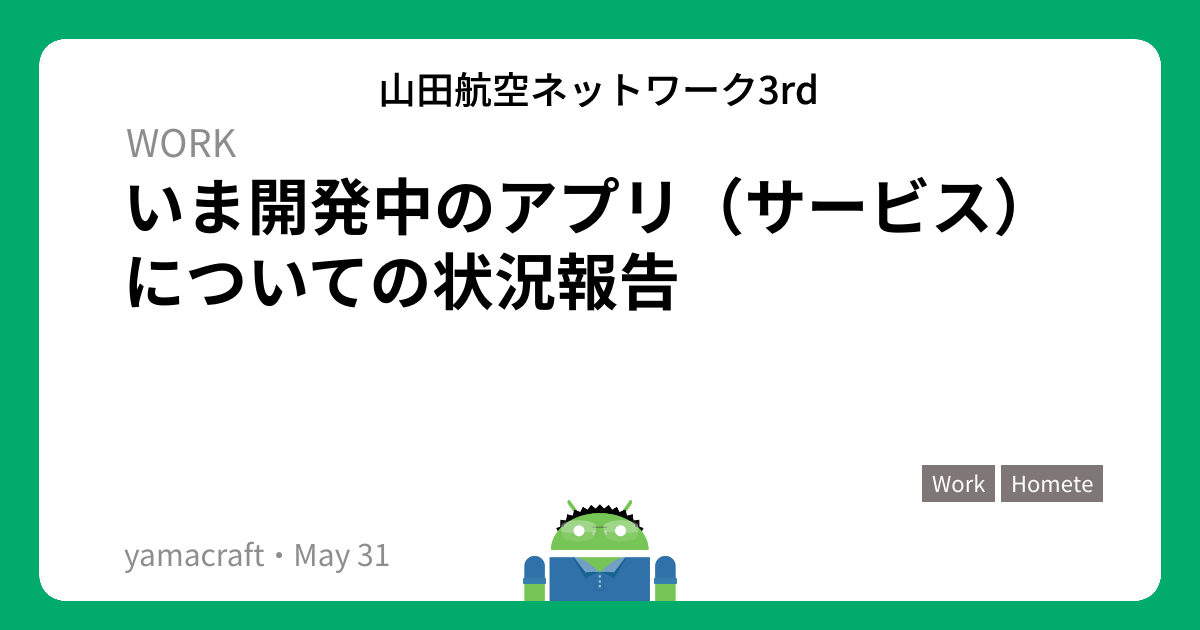 山田航空ネットワーク3rd
WORK
いま開発中のアプリ（サービス）
についての状況報告
Work
Homete
yamacraft・May 31